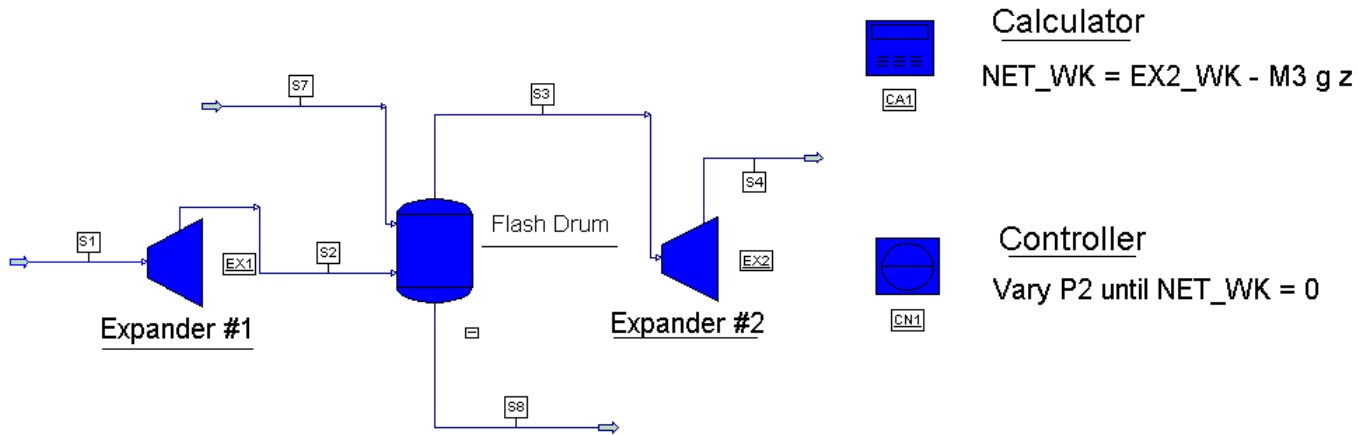 Calculator
NET_WK = EX2_WK - M3 g z
CA1
S7
S3
S4
Flash Drum
S1
EX1
S2
EX2
Controller
Vary P2 until NET_WK = 0
CN1
Expander #1
Expander #2
S8